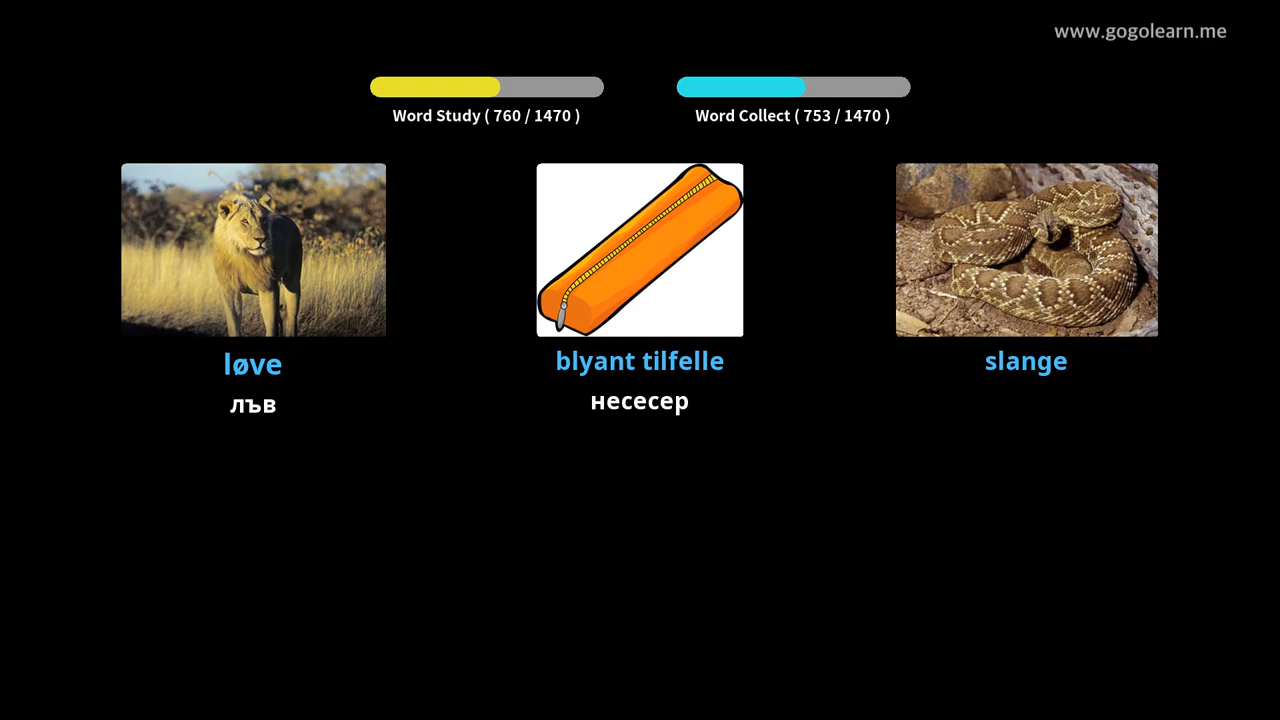 www.gogolearn.me
Word Study ( 760 / 1470 )
Word Collect ( 753 / 1470 )
løve
blyant tilfelle
slange
лъв
несесер